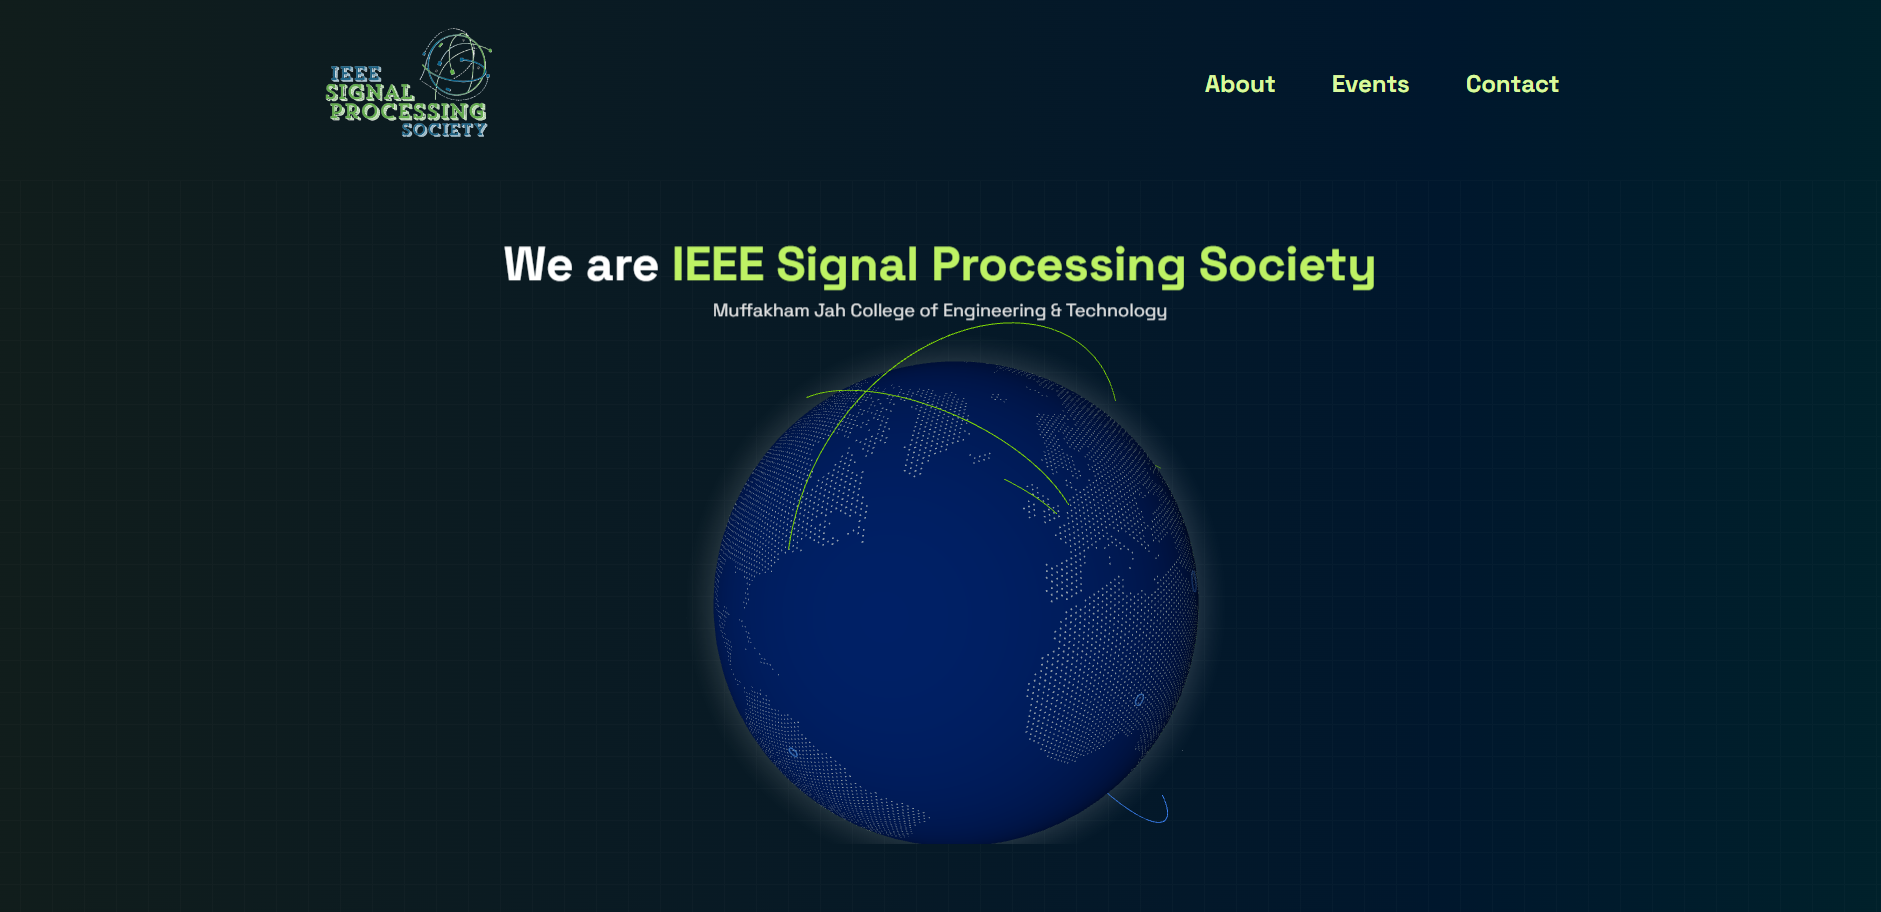 IEEE
SIGNAL
PROCESSING
SOCIETY
About Events Contact
We are IEEE Signal Processing Society
Muffakham Jah College of Engineering & Technology